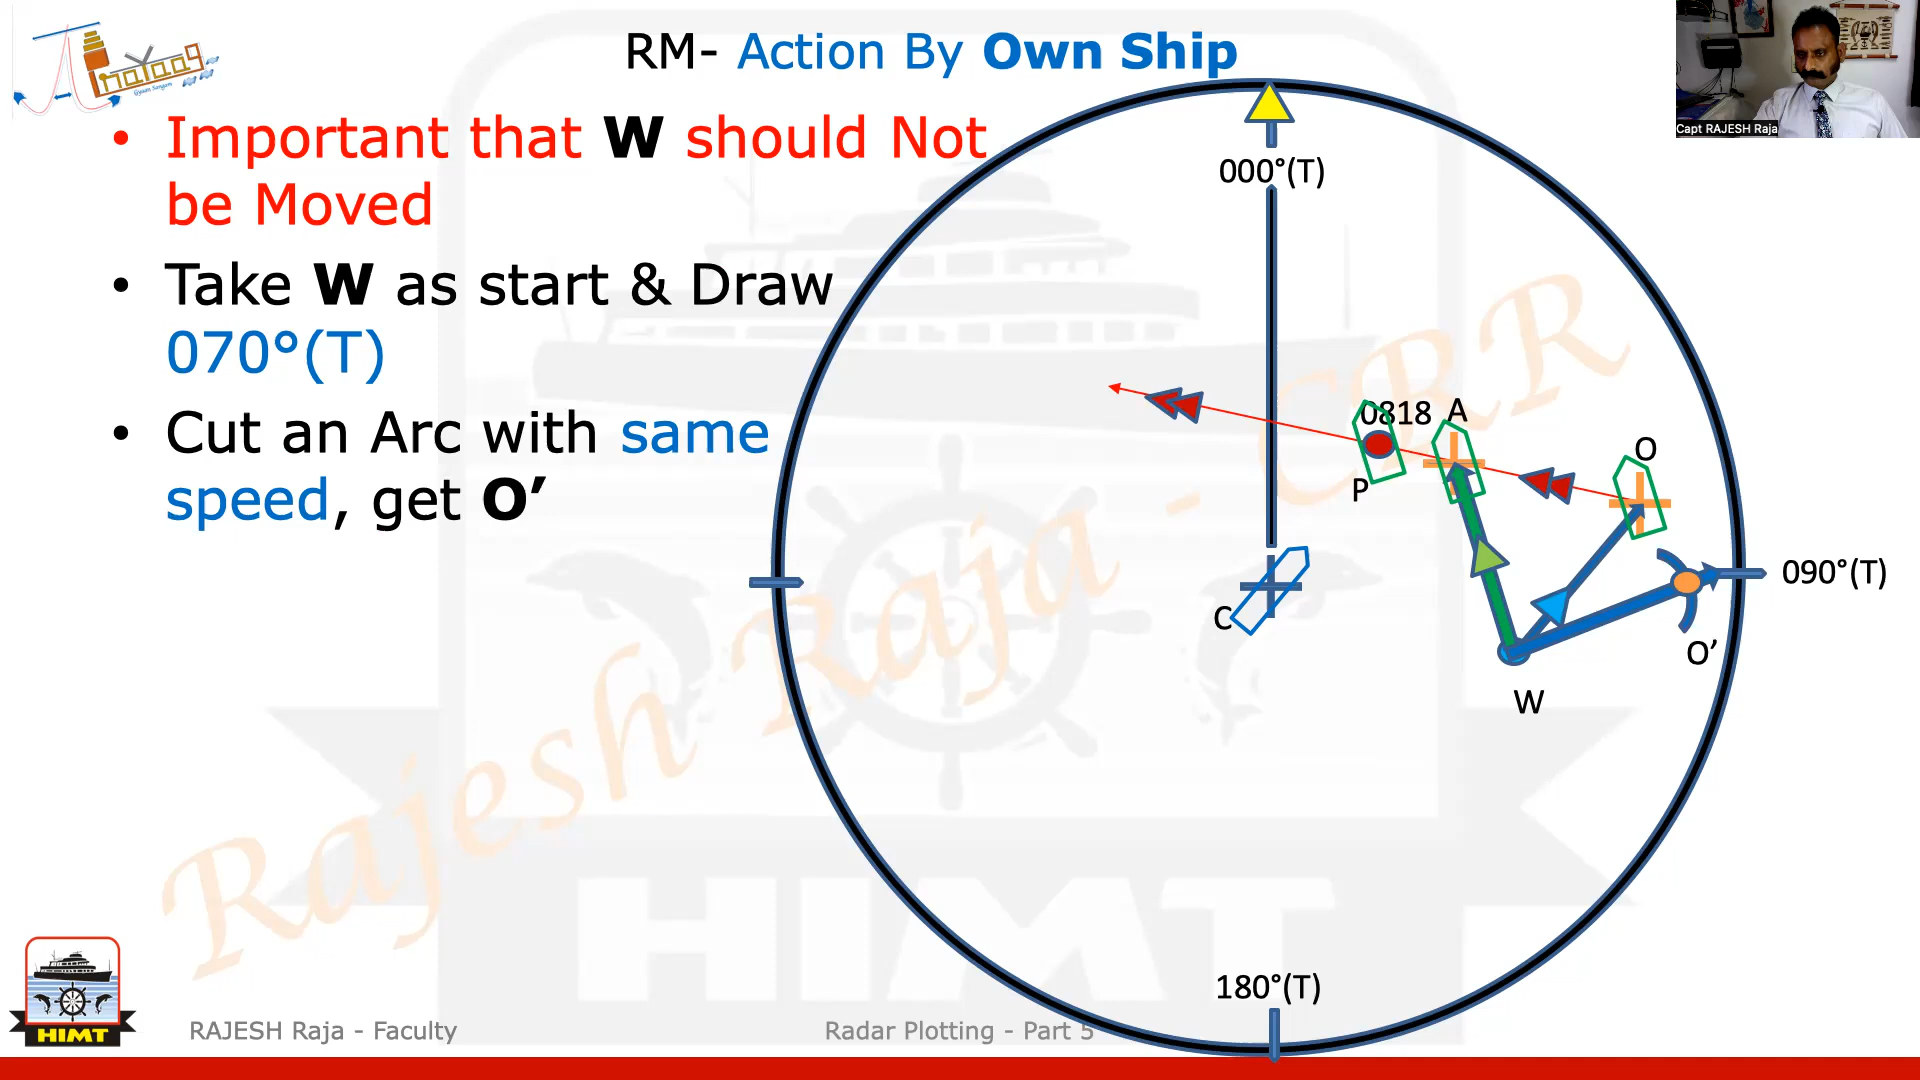 RM- Action By Own Ship
Capt RAJESH Raja
• Important that W should Not
be Moved
• Take W as start & Draw
070°(T)
• Cut an Arc with same
speed, get O’
000°(T)
0818
A
O
P
090°(T)
C
O’
W
180°(T)
Rajesh Raja - CRR
HIMT
HIMT
RAJESH Raja - Faculty
Radar Plotting - Part 5